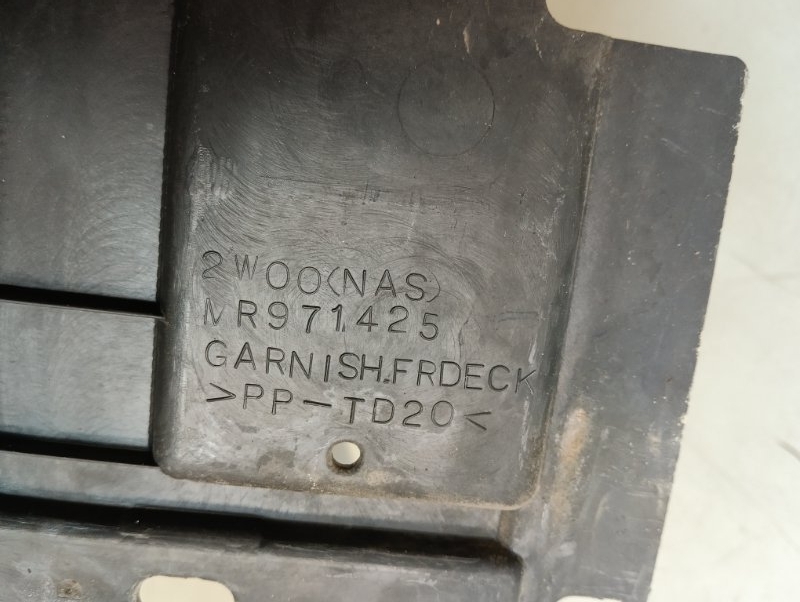 2W00(NAS)
MR971425
GARNISH.FRDECK
>PP-TD20<